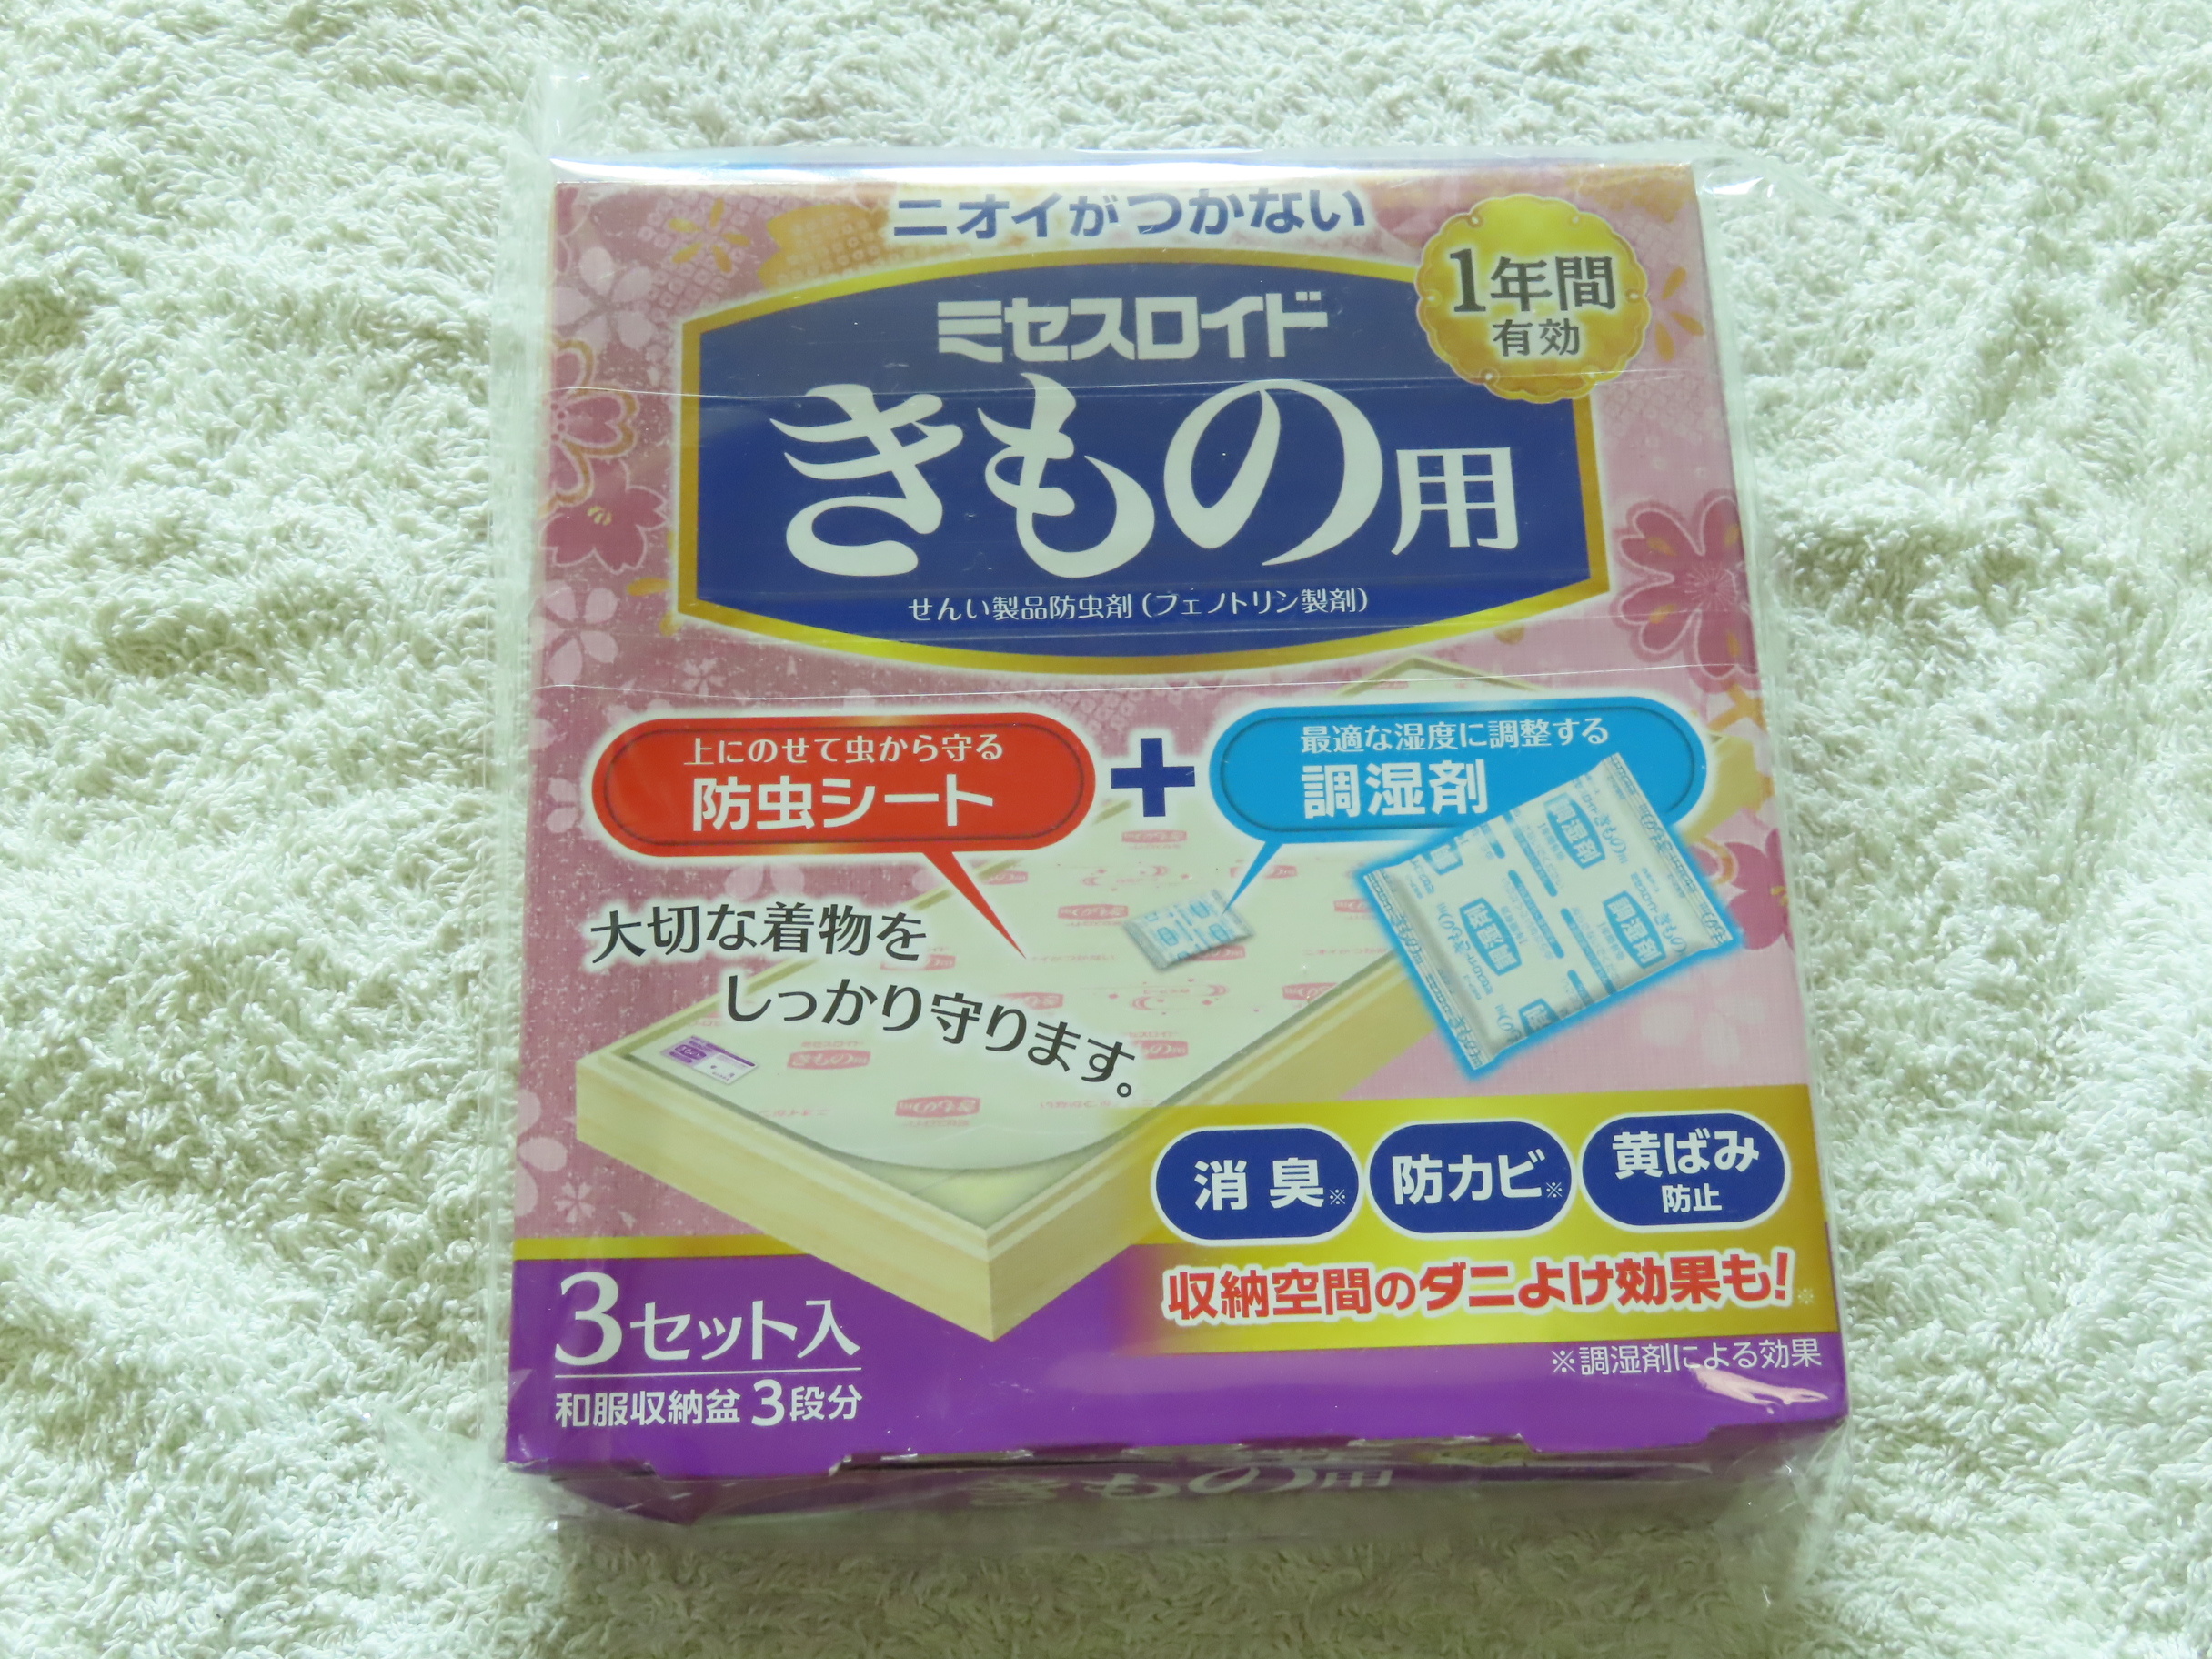 ニオイがつかない
1年間
有効
ミセスロイド
きもの用
せんい製品防虫剤(フェノトリン製剤)
上にのせて虫から守る
防虫シート
+
最適な湿度に調整する
調湿剤
大切な着物を
しっかり守ります。
消臭※
防カビ※
黄ばみ
防止
収納空間のダニよけ効果も!※
※調湿剤による効果
3セット入
和服収納盆3段分
きもの用